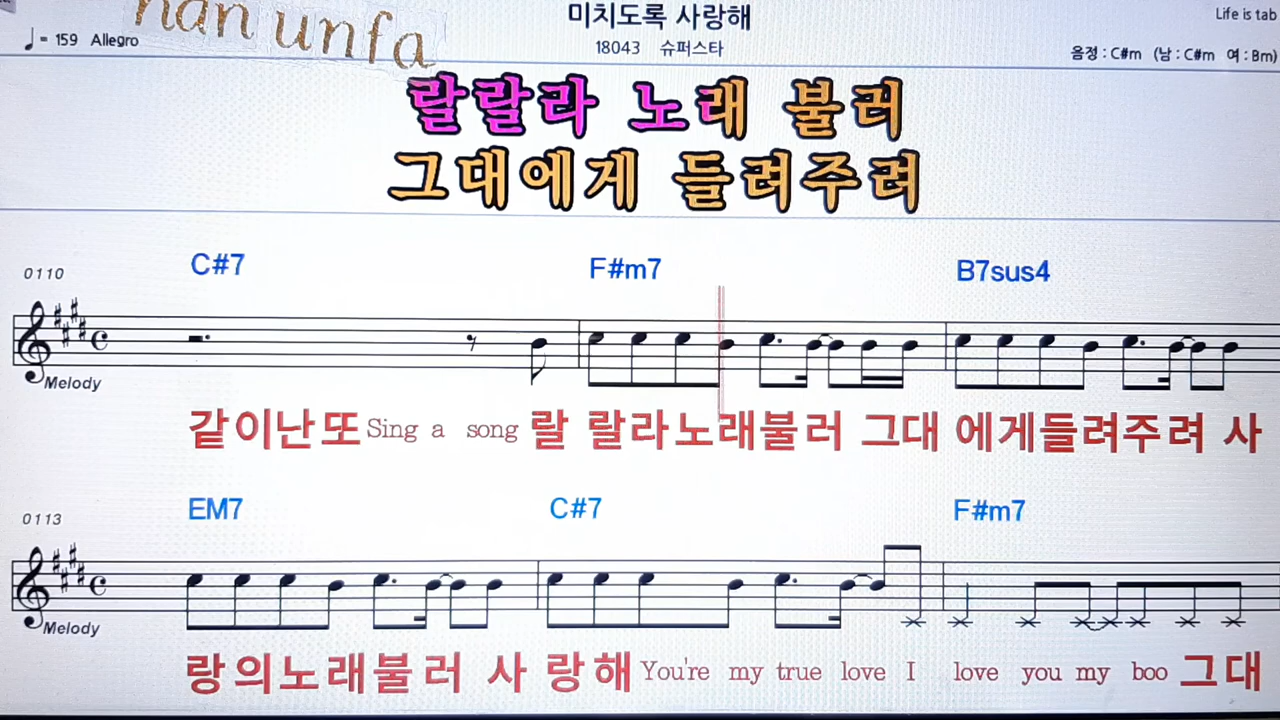 nan unfa
미치도록 사랑해
Life is tab
♩= 159 Allegro
18043 슈퍼스타
음정 : C#m (남 : C#m 여 : Bm)
랄랄라 노래 불러
그대에게 들려주려
0110 C#7 F#m7 B7sus4
Melody
같이난또 Sing a song 랄 랄라노래불러 그대 에게들려주려 사
0113 EM7 C#7 F#m7
Melody
랑의노래불러 사 랑해 You're my true love I love you my boo 그대